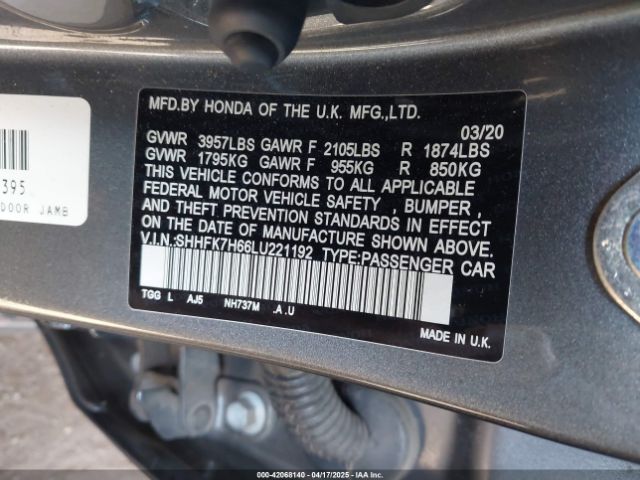 MFD.BY HONDA OF THE U.K. MFG.,LTD.
03/20
GVWR 3957LBS GAWR F 2105LBS R 1874LBS
GVWR 1795KG GAWR F 955KG R 850KG
THIS VEHICLE CONFORMS TO ALL APPLICABLE
FEDERAL MOTOR VEHICLE SAFETY , BUMPER ,
AND THEFT PREVENTION STANDARDS IN EFFECT
ON THE DATE OF MANUFACTURE SHOWN ABOVE.
V.I.N.:SHHFK7H66LU221192 TYPE:PASSENGER CAR
TGG L AJ5 NH737M .A .U
MADE IN U.K.
395
DOOR JAMB
000-42068140 - 04/17/2025 - IAAI.COM